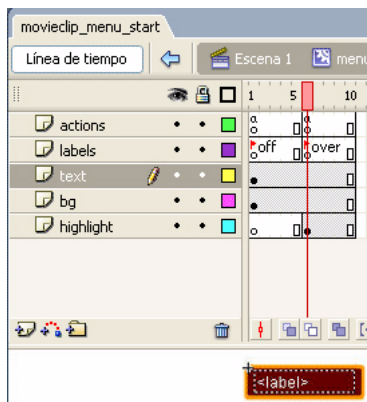 movieclip_menu_start
Línea de tiempo Escena 1 menu
1 5 10
actions a a
labels off over
text
bg
highlight
<label>